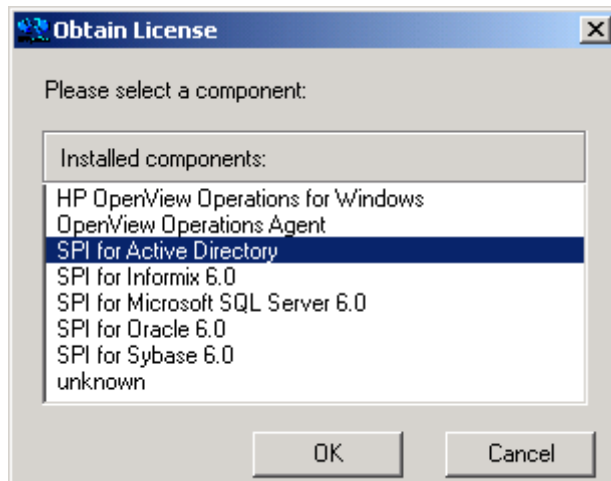 Obtain License
Please select a component:
Installed components:
HP OpenView Operations for Windows
OpenView Operations Agent
SPI for Active Directory
SPI for Informix 6.0
SPI for Microsoft SQL Server 6.0
SPI for Oracle 6.0
SPI for Sybase 6.0
unknown
OK Cancel